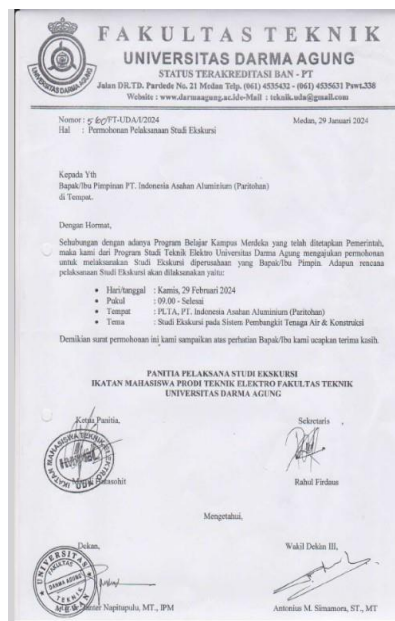 FAKULTAS TEKNIK
UNIVERSITAS DARMA AGUNG
STATUS TERAKREDITASI BAN - PT
Jalan DR.TD. Pardede No. 21 Medan Telp. (061) 4535432 - (061) 4535631 Pswt.338
Website : www.darmaagung.ac.ide-Mail : teknik.uda@gmail.com
Nomor : /FT-UDA/I/2024 Medan, 29 Januari 2024
Hal : Permohonan Pelaksanaan Studi Ekskursi
Kepada Yth
Bapak/Ibu Pimpinan PT. Indonesia Asahan Aluminium (Paritohan)
di Tempat.
Dengan Hormat,
Sehubungan dengan adanya Program Belajar Kampus Merdeka yang telah ditetapkan Pemerintah,
maka kami dari Program Studi Teknik Elektro Universitas Darma Agung mengajukan permohonan
untuk melaksanakan Studi Ekskursi diperusahaan yang Bapak/Ibu Pimpin. Adapun rencana
pelaksanaan Studi Ekskursi akan dilaksanakan yaitu:
• Hari/tanggal : Kamis, 29 Februari 2024
• Pukul : 09.00 - Selesai
• Tempat : PLTA, PT. Indonesia Asahan Aluminium (Paritohan)
• Tema : Studi Ekskursi pada Sistem Pembangkit Tenaga Air & Konstruksi
Demikian surat permohonan ini kami sampaikan atas perhatian Bapak/Ibu kami ucapkan terima kasih.
PANITIA PELAKSANA STUDI EKSKURSI
IKATAN MAHASISWA PRODI TEKNIK ELEKTRO FAKULTAS TEKNIK
UNIVERSITAS DARMA AGUNG
Ketua Panitia, Sekretaris
Rahul Firdaus
Mengetahui,
Dekan, Wakil Dekan III,
Napitupulu, MT., IPM Antonius M. Simamora, ST., MT